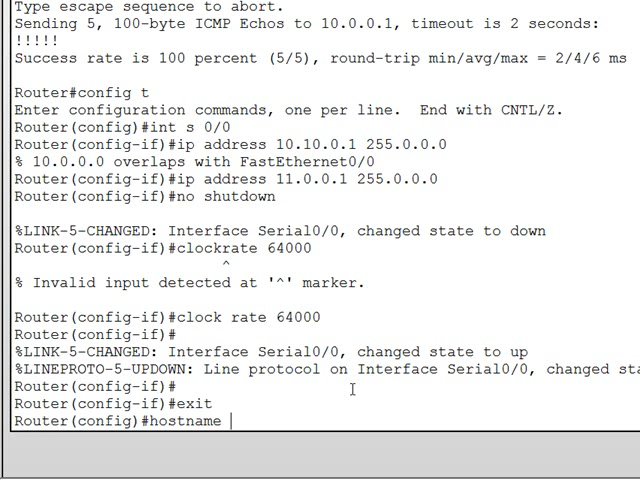 Type escape sequence to abort.
Sending 5, 100-byte ICMP Echos to 10.0.0.1, timeout is 2 seconds:
!!!!!
Success rate is 100 percent (5/5), round-trip min/avg/max = 2/4/6 ms
Router#config t
Enter configuration commands, one per line.  End with CNTL/Z.
Router(config)#int s 0/0
Router(config-if)#ip address 10.10.0.1 255.0.0.0
% 10.0.0.0 overlaps with FastEthernet0/0
Router(config-if)#ip address 11.0.0.1 255.0.0.0
Router(config-if)#no shutdown
%LINK-5-CHANGED: Interface Serial0/0, changed state to down
Router(config-if)#clockrate 64000
^
% Invalid input detected at '^' marker.
Router(config-if)#clock rate 64000
Router(config-if)#
%LINK-5-CHANGED: Interface Serial0/0, changed state to up
%LINEPROTO-5-UPDOWN: Line protocol on Interface Serial0/0, changed sta
Router(config-if)#
Router(config-if)#exit
Router(config)#hostname